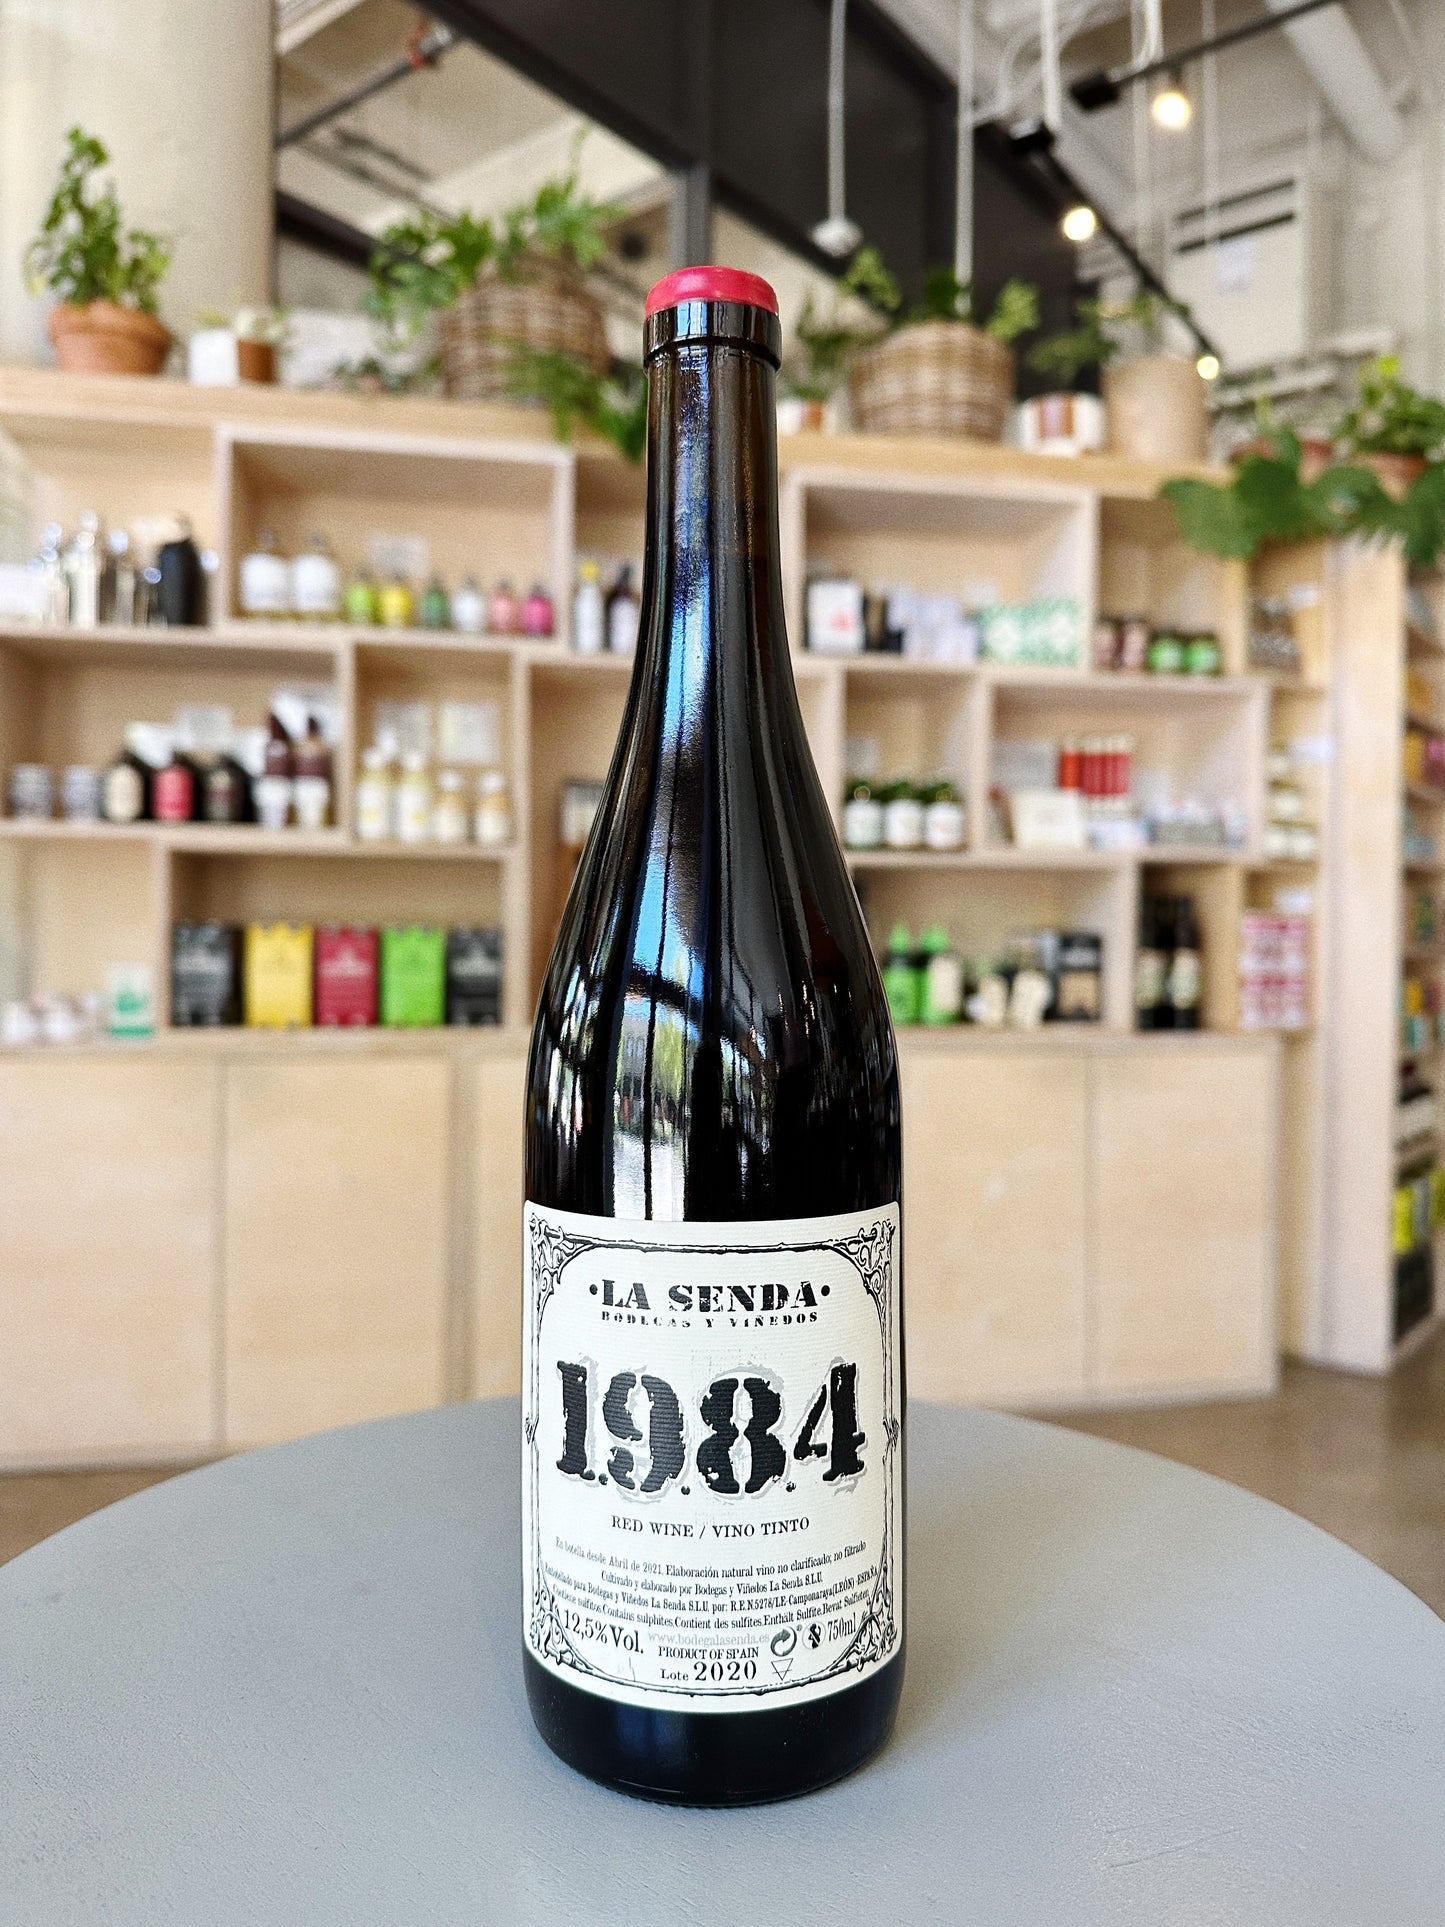 ·LA SENDA·
BODEGAS Y VIÑEDOS
1.9.8.4
RED WINE / VINO TINTO
En botella desde Abril de 2021. Elaboración natural vino no clarificado; no filtrado
Cultivado y elaborado por Bodegas y Viñedos La Senda S.L.U.
Embotellado para Bodegas y Viñedos La Senda S.L.U. por: R.E.N.5278/LE-Camponaraya(LEÓN)-ESPAÑA
Contiene sulfitos.Contains sulphites.Contient des sulfites.Enthält Sulfite.Bevat Sulfieten
12,5%Vol. www.bodegalasenda.es 750ml
PRODUCT OF SPAIN
Lote 2020